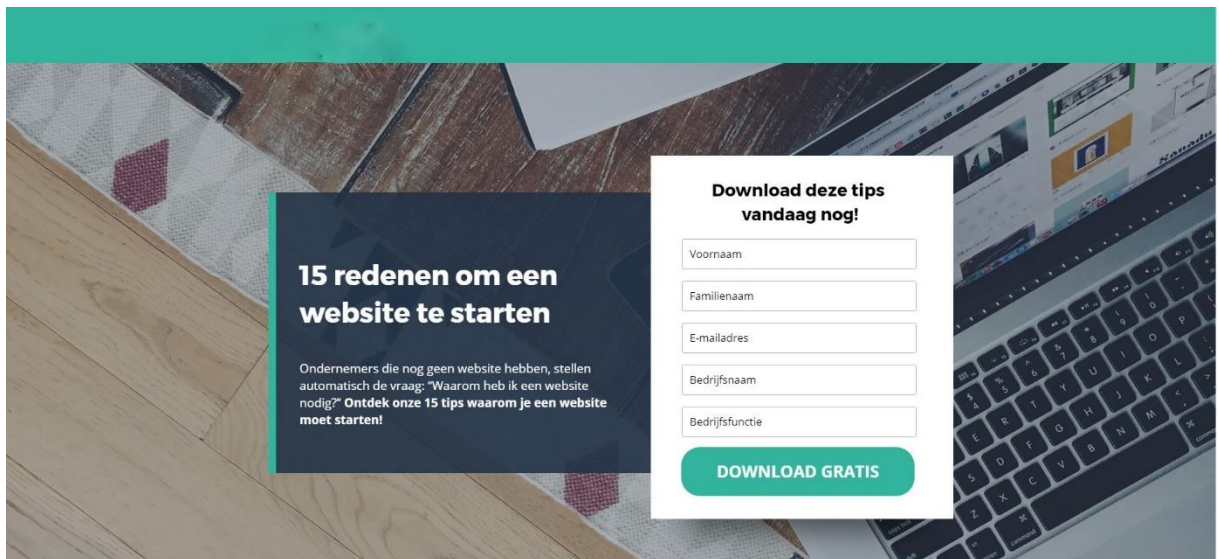 15 redenen om een
website te starten
Ondernemers die nog geen website hebben, stellen
automatisch de vraag: "Waarom heb ik een website
nodig?" Ontdek onze 15 tips waarom je een website
moet starten!
Download deze tips
vandaag nog!
Voornaam
Familienaam
E-mailadres
Bedrijfsnaam
Bedrijfsfunctie
DOWNLOAD GRATIS
Xanadu